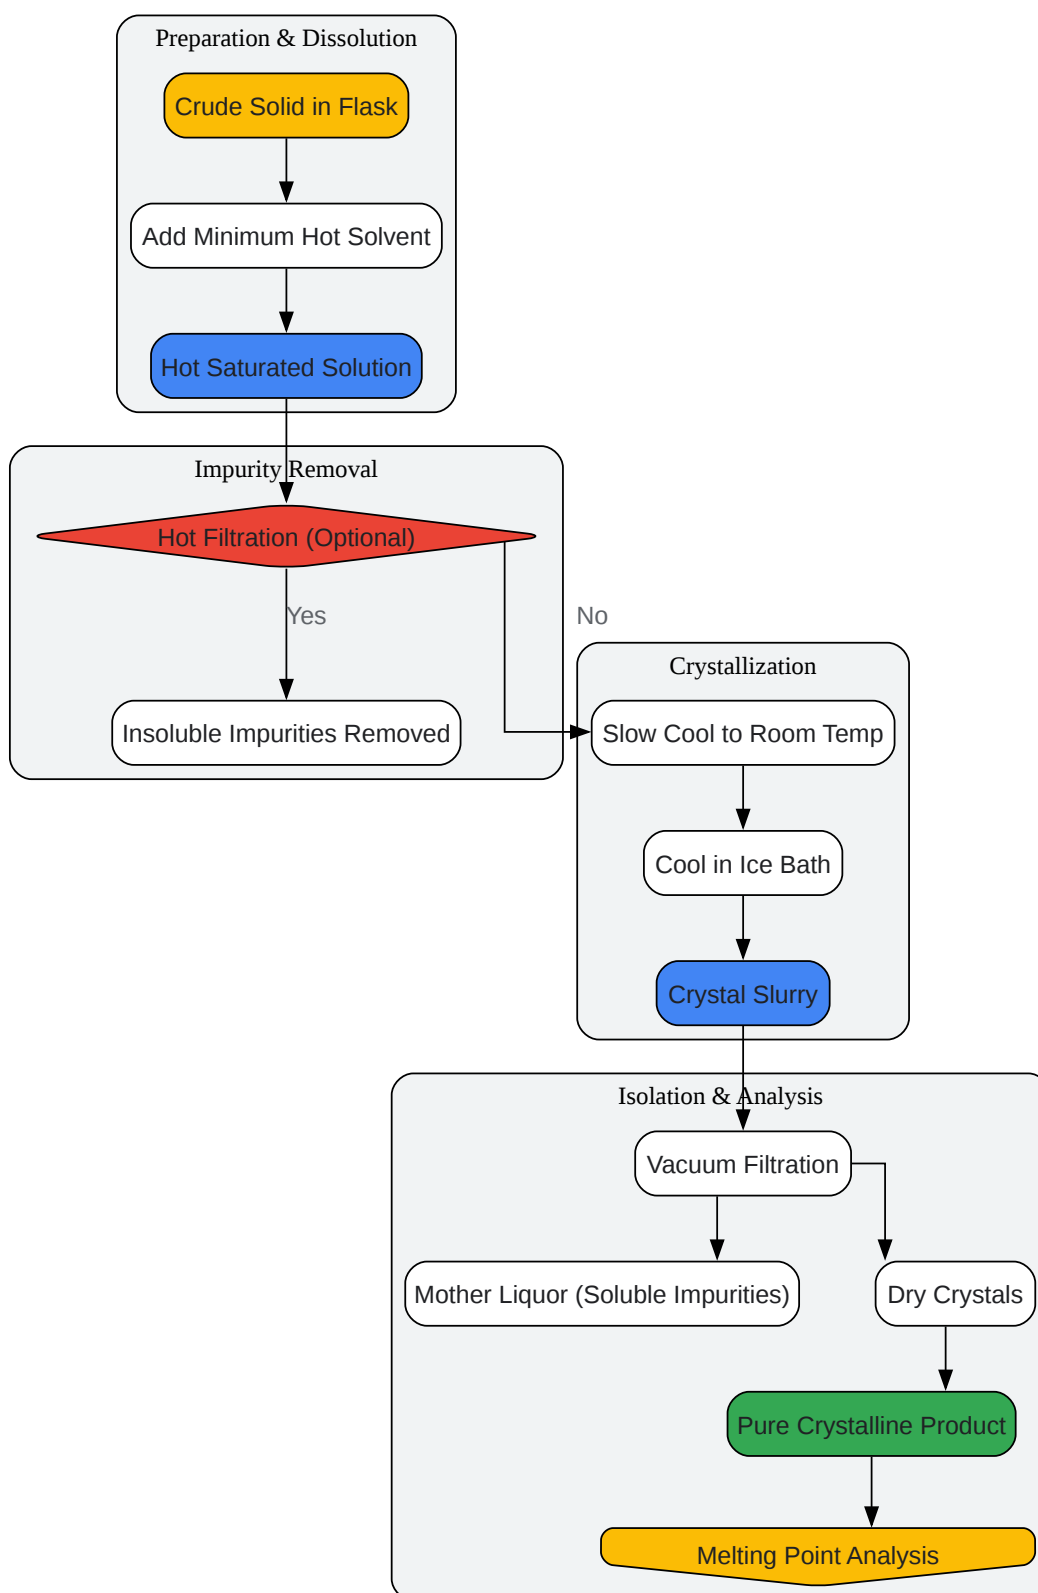 Preparation & Dissolution
Crude Solid in Flask
Add Minimum Hot Solvent
Hot Saturated Solution
Impurity Removal
Hot Filtration (Optional)
Yes
No
Insoluble Impurities Removed
Crystallization
Slow Cool to Room Temp
Cool in Ice Bath
Crystal Slurry
Isolation & Analysis
Vacuum Filtration
Mother Liquor (Soluble Impurities)
Dry Crystals
Pure Crystalline Product
Melting Point Analysis